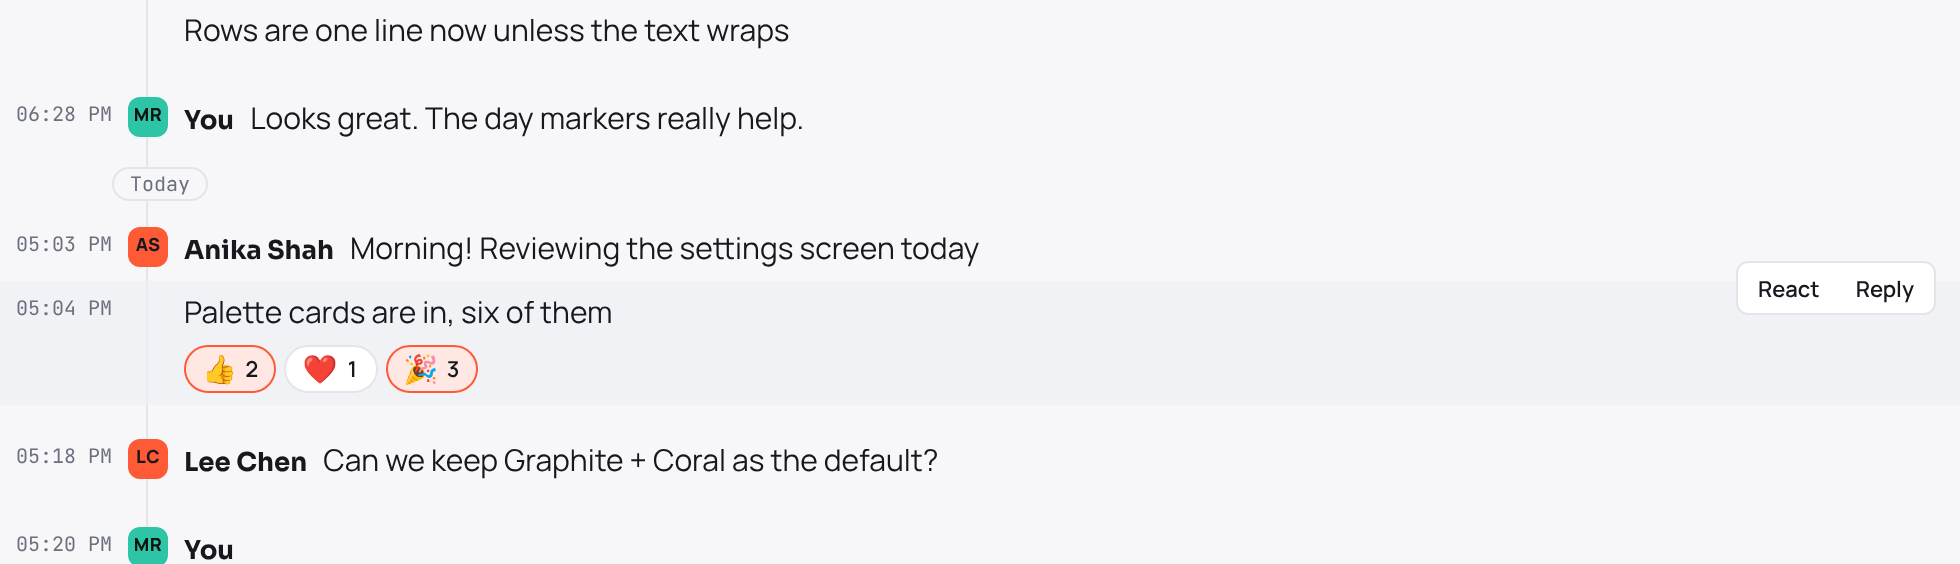 Rows are one line now unless the text wraps
06:28 PM MR You Looks great. The day markers really help.
Today
05:03 PM AS Anika Shah Morning! Reviewing the settings screen today
React Reply
05:04 PM Palette cards are in, six of them
👍 2 ❤️ 1 🎉 3
05:18 PM LC Lee Chen Can we keep Graphite + Coral as the default?
05:20 PM MR You